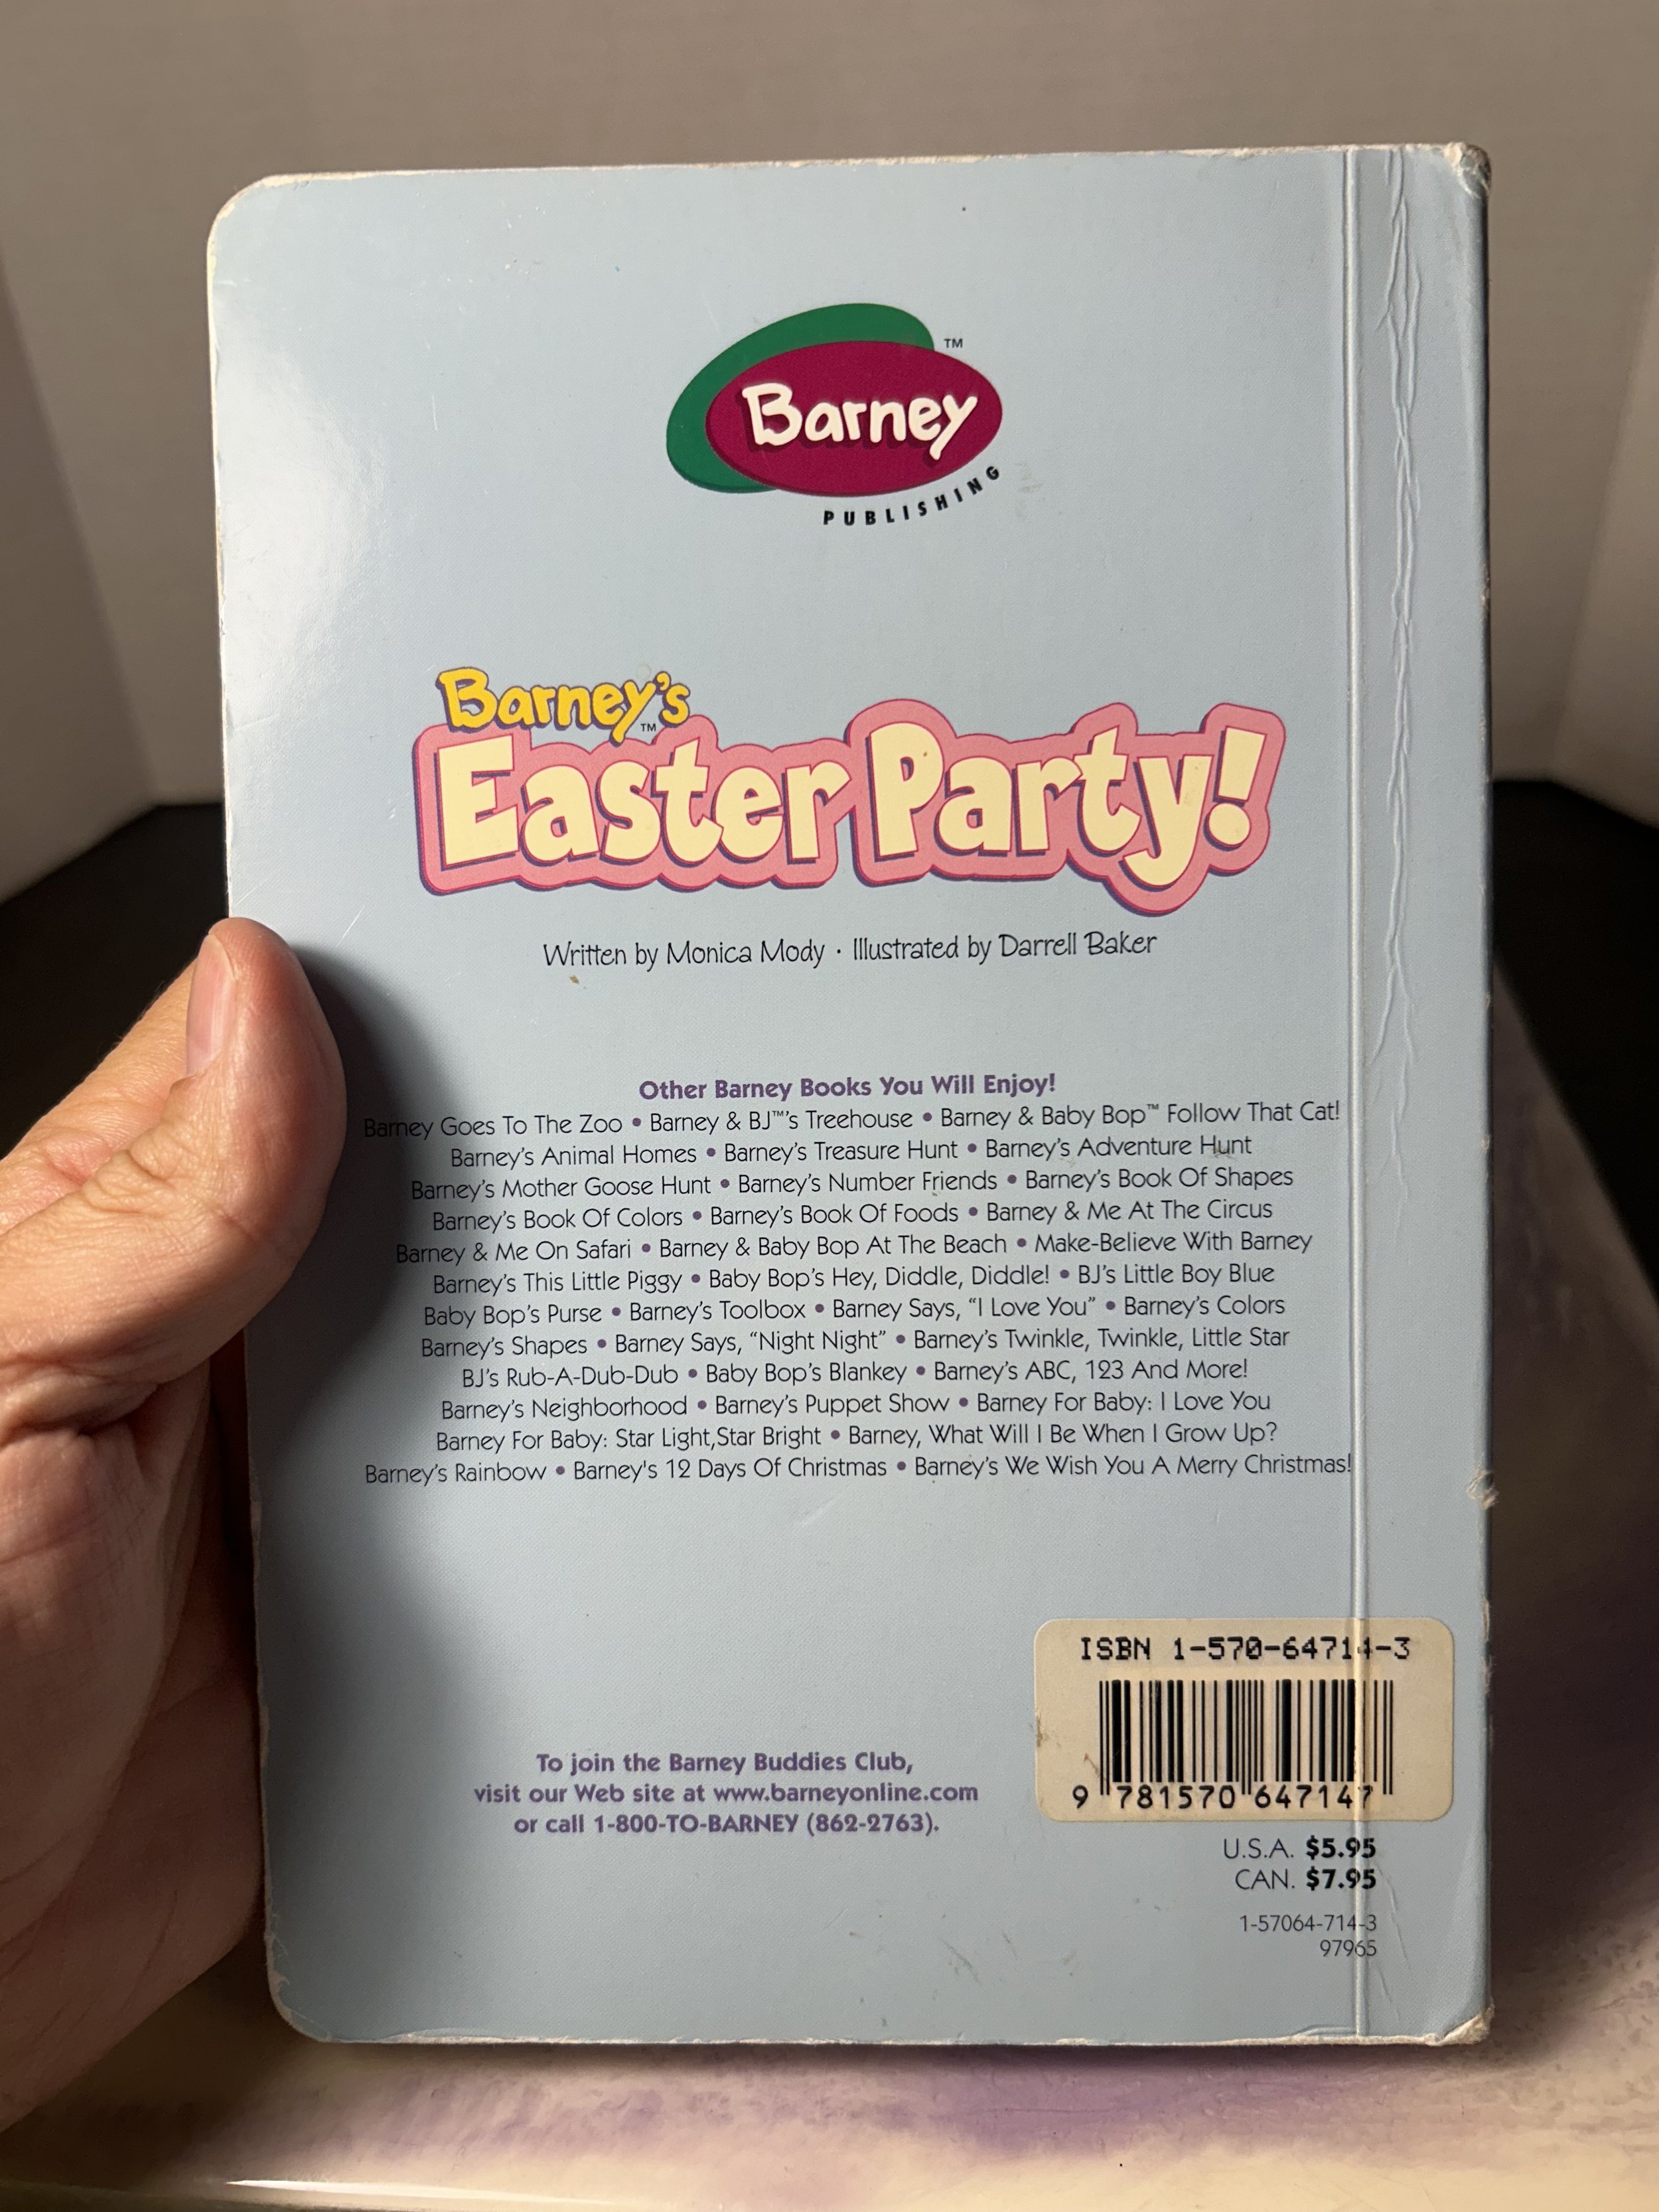 Barney
TM
PUBLISHING
Barney's
TM
Easter Party!
Written by Monica Mody · Illustrated by Darrell Baker
Other Barney Books You Will Enjoy!
Barney Goes To The Zoo • Barney & BJ™'s Treehouse • Barney & Baby Bop™ Follow That Cat!
Barney's Animal Homes • Barney's Treasure Hunt • Barney's Adventure Hunt
Barney's Mother Goose Hunt • Barney's Number Friends • Barney's Book Of Shapes
Barney's Book Of Colors • Barney's Book Of Foods • Barney & Me At The Circus
Barney & Me On Safari • Barney & Baby Bop At The Beach • Make-Believe With Barney
Barney's This Little Piggy • Baby Bop's Hey, Diddle, Diddle! • BJ's Little Boy Blue
Baby Bop's Purse • Barney's Toolbox • Barney Says, "I Love You" • Barney's Colors
Barney's Shapes • Barney Says, "Night Night" • Barney's Twinkle, Twinkle, Little Star
BJ's Rub-A-Dub-Dub • Baby Bop's Blankey • Barney's ABC, 123 And More!
Barney's Neighborhood • Barney's Puppet Show • Barney For Baby: I Love You
Barney For Baby: Star Light,Star Bright • Barney, What Will I Be When I Grow Up?
Barney's Rainbow • Barney's 12 Days Of Christmas • Barney's We Wish You A Merry Christmas!
To join the Barney Buddies Club,
visit our Web site at www.barneyonline.com
or call 1-800-TO-BARNEY (862-2763).
ISBN 1-570-64714-3
9 781570 647147
U.S.A. $5.95
CAN. $7.95
1-57064-714-3
97965